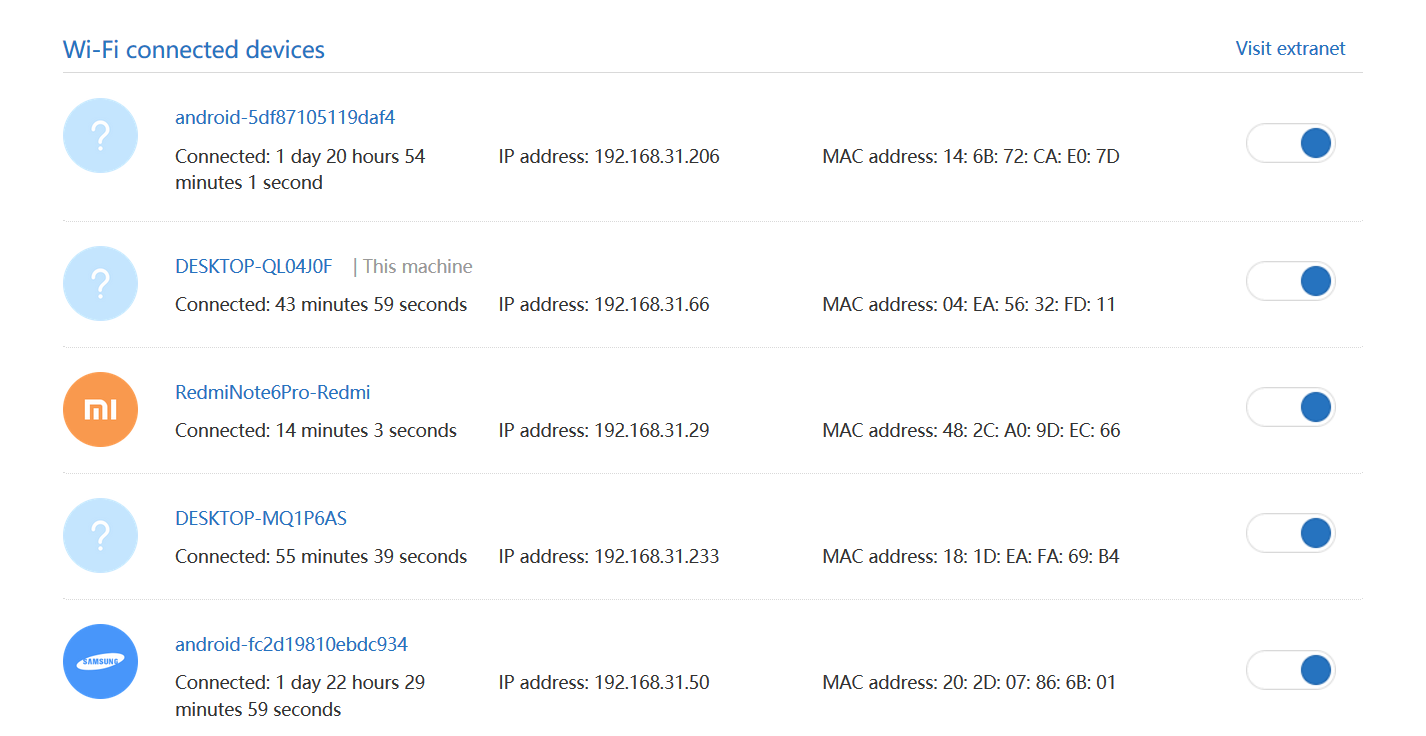 Wi-Fi connected devices
Visit extranet
?
android-5df87105119daf4
Connected: 1 day 20 hours 54
minutes 1 second
IP address: 192.168.31.206
MAC address: 14: 6B: 72: CA: E0: 7D
?
DESKTOP-QL04J0F | This machine
Connected: 43 minutes 59 seconds
IP address: 192.168.31.66
MAC address: 04: EA: 56: 32: FD: 11
mi
RedmiNote6Pro-Redmi
Connected: 14 minutes 3 seconds
IP address: 192.168.31.29
MAC address: 48: 2C: A0: 9D: EC: 66
?
DESKTOP-MQ1P6AS
Connected: 55 minutes 39 seconds
IP address: 192.168.31.233
MAC address: 18: 1D: EA: FA: 69: B4
SAMSUNG
android-fc2d19810ebdc934
Connected: 1 day 22 hours 29
minutes 59 seconds
IP address: 192.168.31.50
MAC address: 20: 2D: 07: 86: 6B: 01